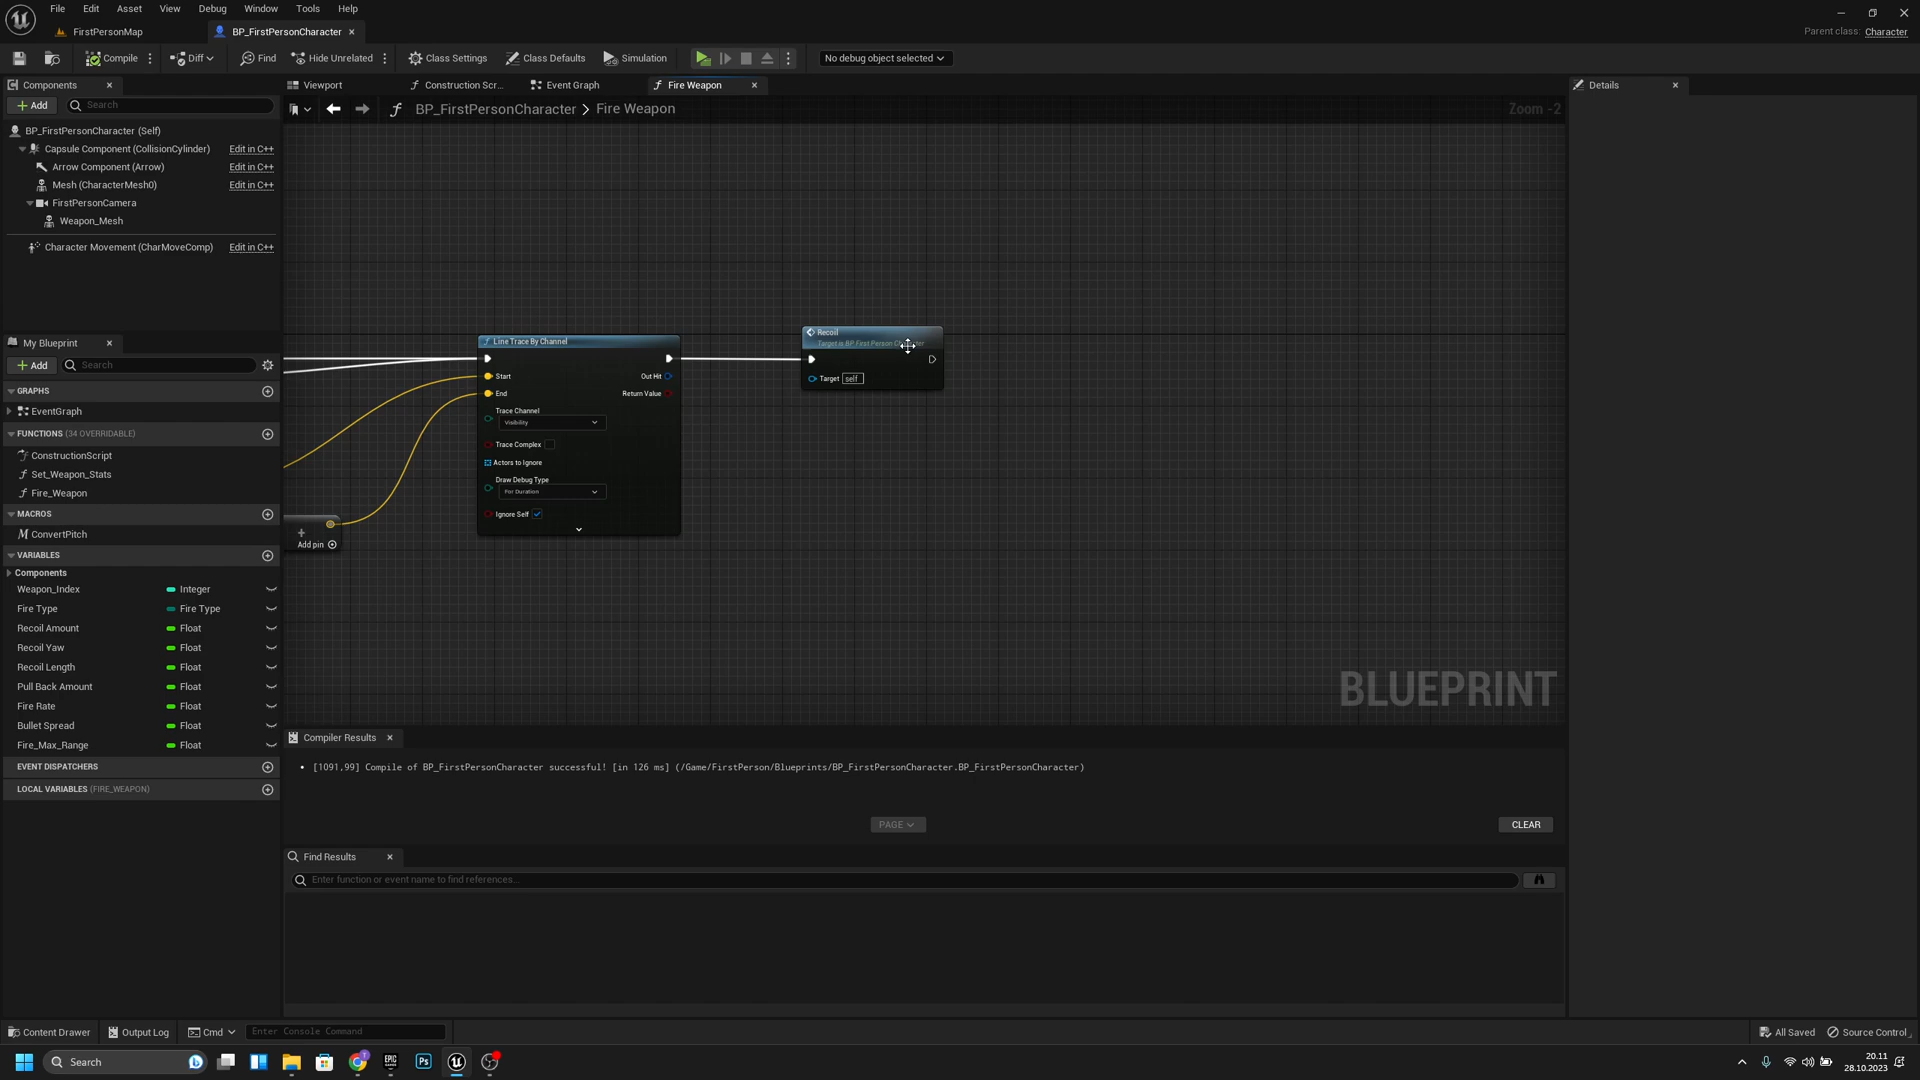 File Edit Asset View Debug Window Tools Help
FirstPersonMap
BP_FirstPersonCharacter
Parent class: Character
Compile
Diff
Find
Hide Unrelated
Class Settings
Class Defaults
Simulation
No debug object selected
Components
Add
Search
BP_FirstPersonCharacter (Self)
Capsule Component (CollisionCylinder) Edit in C++
Arrow Component (Arrow) Edit in C++
Mesh (CharacterMesh0) Edit in C++
FirstPersonCamera
Weapon_Mesh
Character Movement (CharMoveComp) Edit in C++
My Blueprint
Add
Search
GRAPHS
EventGraph
FUNCTIONS (34 OVERRIDABLE)
ConstructionScript
Set_Weapon_Stats
Fire_Weapon
MACROS
ConvertPitch
VARIABLES
Components
Weapon_Index Integer
Fire Type Fire Type
Recoil Amount Float
Recoil Yaw Float
Recoil Length Float
Pull Back Amount Float
Fire Rate Float
Bullet Spread Float
Fire_Max_Range Float
EVENT DISPATCHERS
LOCAL VARIABLES (FIRE_WEAPON)
Viewport
Construction Scr...
Event Graph
Fire Weapon
BP_FirstPersonCharacter > Fire Weapon
Zoom -2
Line Trace By Channel
Start
Out Hit
End
Return Value
Trace Channel
Visibility
Trace Complex
Actors to Ignore
Draw Debug Type
For Duration
Ignore Self
Add pin
Recoil
Target is BP First Person Character
Target self
BLUEPRINT
Compiler Results
[1091,99] Compile of BP_FirstPersonCharacter successful! [in 126 ms] (/Game/FirstPerson/Blueprints/BP_FirstPersonCharacter.BP_FirstPersonCharacter)
PAGE
CLEAR
Find Results
Enter function or event name to find references...
Details
Content Drawer
Output Log
Cmd
Enter Console Command
All Saved
Source Control
Search
EPIC
Ps
20.11
28.10.2023